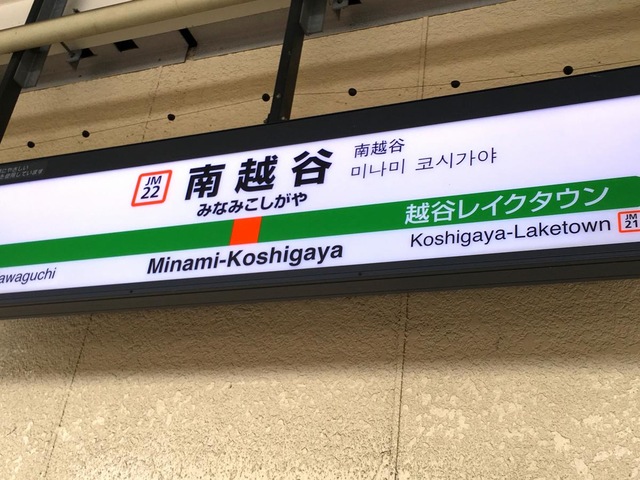 JM
22
南越谷
みなみこしがや
南越谷
미나미 코시가야
越谷レイクタウン
awaguchi
Minami-Koshigaya
Koshigaya-Laketown
JM
21